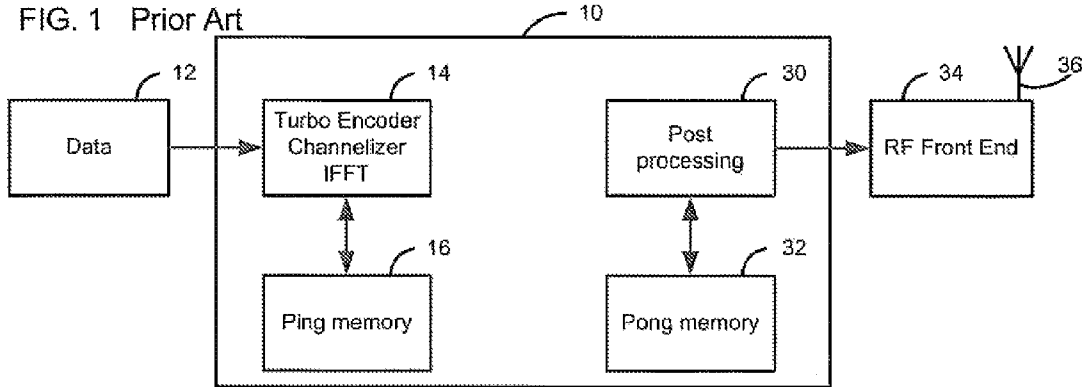 FIG. 1 Prior Art
10
12
14
30
34
36
Data
Turbo Encoder
Channelizer
IFFT
Post
processing
RF Front End
16
32
Ping memory
Pong memory